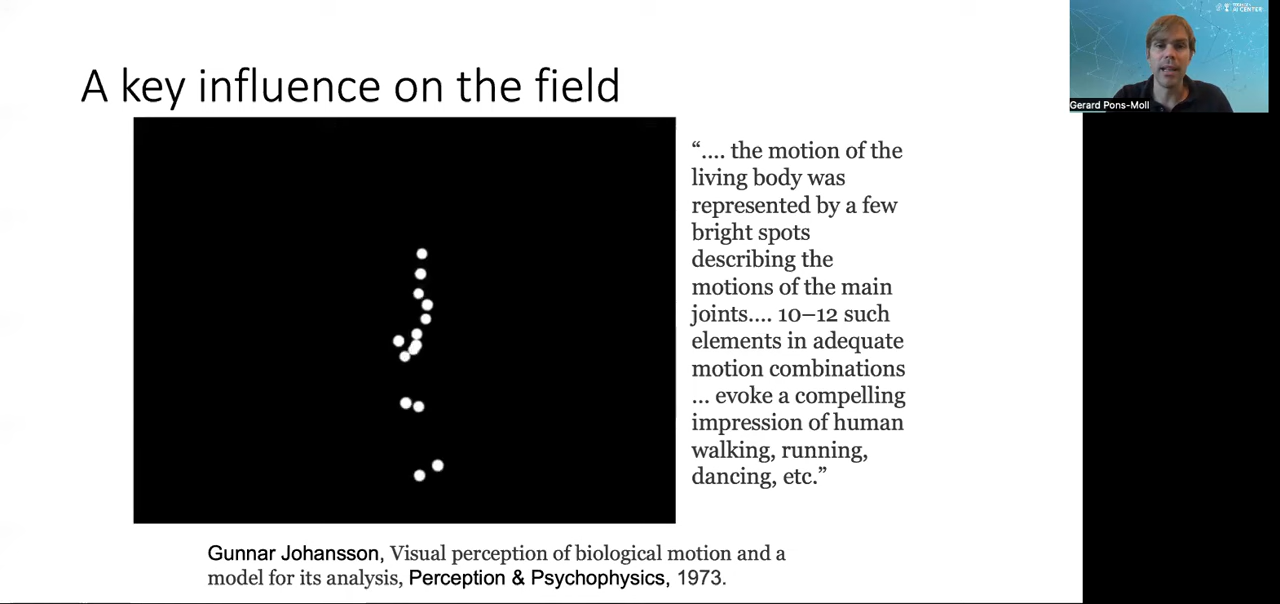 A key influence on the field
AI CENTER
Gerard Pons-Moll
“.... the motion of the
living body was
represented by a few
bright spots
describing the
motions of the main
joints.... 10–12 such
elements in adequate
motion combinations
... evoke a compelling
impression of human
walking, running,
dancing, etc.”
Gunnar Johansson, Visual perception of biological motion and a
model for its analysis, Perception & Psychophysics, 1973.